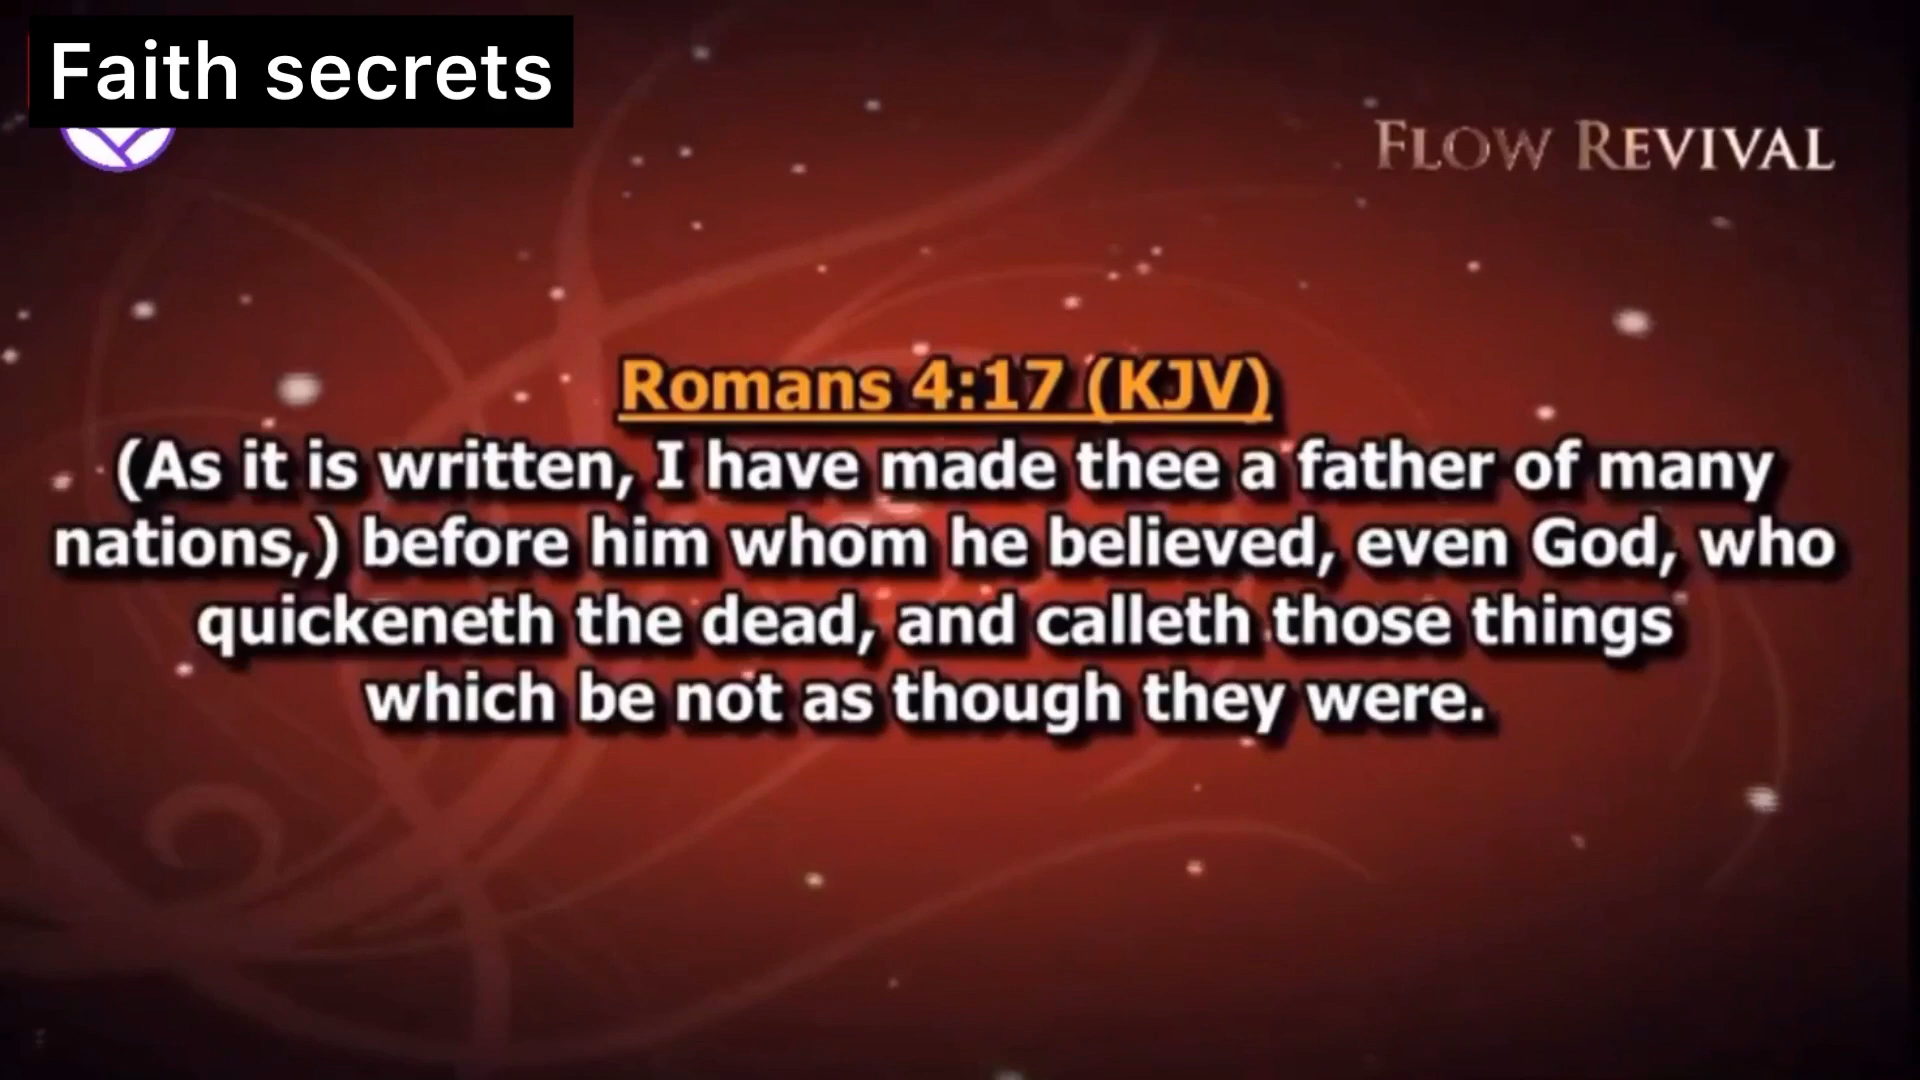 Faith secrets
FLOW REVIVAL
Romans 4:17 (KJV)
(As it is written, I have made thee a father of many
nations,) before him whom he believed, even God, who
quickeneth the dead, and calleth those things
which be not as though they were.